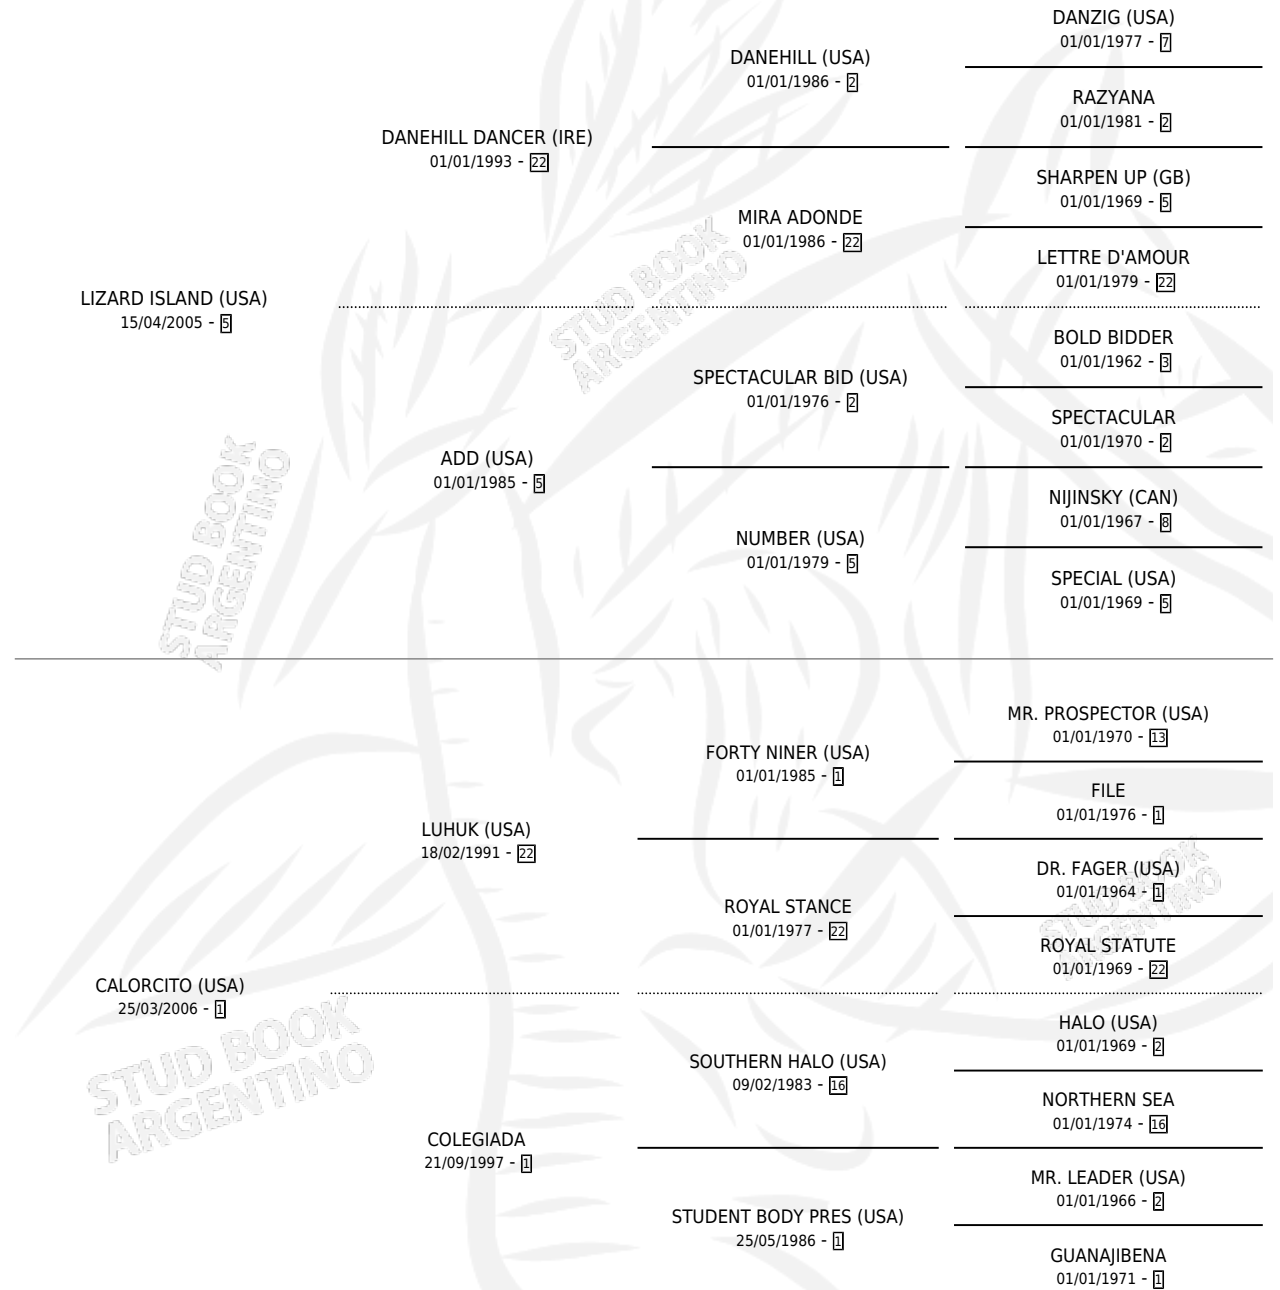 DANZIG (USA)
01/01/1977 - 7
DANEHILL (USA)
01/01/1986 - 2
RAZYANA
01/01/1981 - 2
DANEHILL DANCER (IRE)
01/01/1993 - 22
SHARPEN UP (GB)
01/01/1969 - 5
MIRA ADONDE
01/01/1986 - 22
LETTRE D'AMOUR
01/01/1979 - 22
LIZARD ISLAND (USA)
15/04/2005 - 5
STUD BOOK
ARGENTINO
BOLD BIDDER
01/01/1962 - 3
SPECTACULAR BID (USA)
01/01/1976 - 2
SPECTACULAR
01/01/1970 - 2
ADD (USA)
01/01/1985 - 5
NIJINSKY (CAN)
01/01/1967 - 8
NUMBER (USA)
01/01/1979 - 5
SPECIAL (USA)
01/01/1969 - 5
STUD BOOK
ARGENTINO
MR. PROSPECTOR (USA)
01/01/1970 - 13
FORTY NINER (USA)
01/01/1985 - 1
FILE
01/01/1976 - 1
LUHUK (USA)
18/02/1991 - 22
DR. FAGER (USA)
01/01/1964 - 1
ROYAL STANCE
01/01/1977 - 22
STUD BOOK
ARGENTINO
ROYAL STATUTE
01/01/1969 - 22
CALORCITO (USA)
25/03/2006 - 1
STUD BOOK
ARGENTINO
HALO (USA)
01/01/1969 - 2
SOUTHERN HALO (USA)
09/02/1983 - 16
NORTHERN SEA
01/01/1974 - 16
COLEGIADA
21/09/1997 - 1
MR. LEADER (USA)
01/01/1966 - 2
STUDENT BODY PRES (USA)
25/05/1986 - 1
GUANAJIBENA
01/01/1971 - 1